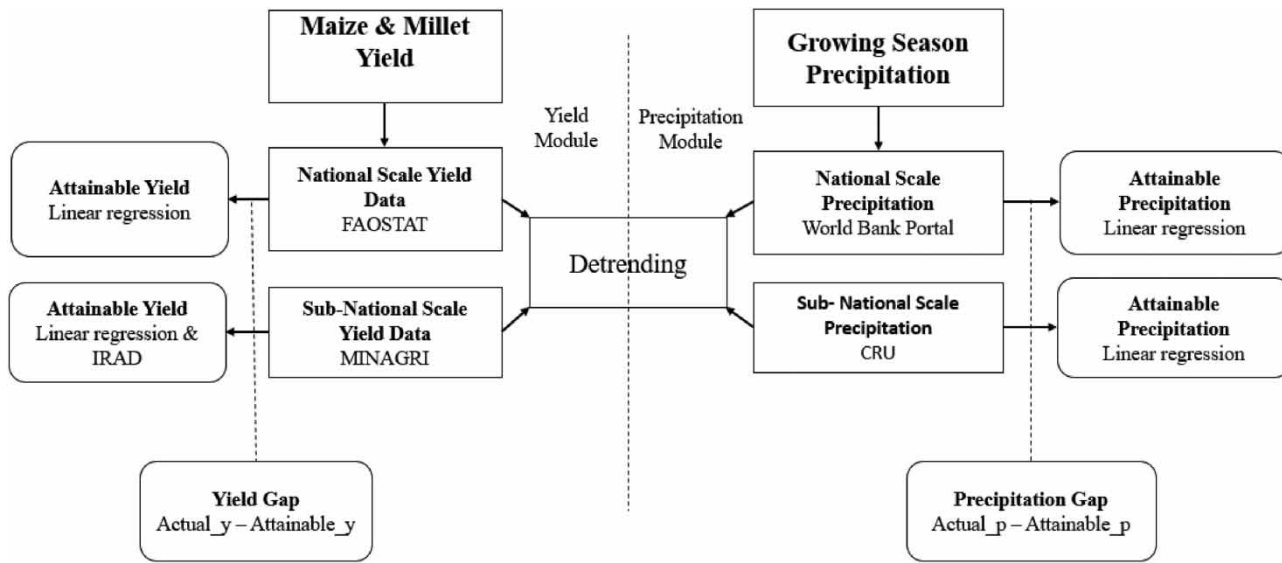 Maize & Millet
Yield
Growing Season
Precipitation
Yield
Module
Precipitation
Module
Attainable Yield
Linear regression
National Scale Yield
Data
FAOSTAT
National Scale
Precipitation
World Bank Portal
Attainable
Precipitation
Linear regression
Detrending
Attainable Yield
Linear regression &
IRAD
Sub-National Scale
Yield Data
MINAGRI
Sub- National Scale
Precipitation
CRU
Attainable
Precipitation
Linear regression
Yield Gap
Actual_y – Attainable_y
Precipitation Gap
Actual_p – Attainable_p